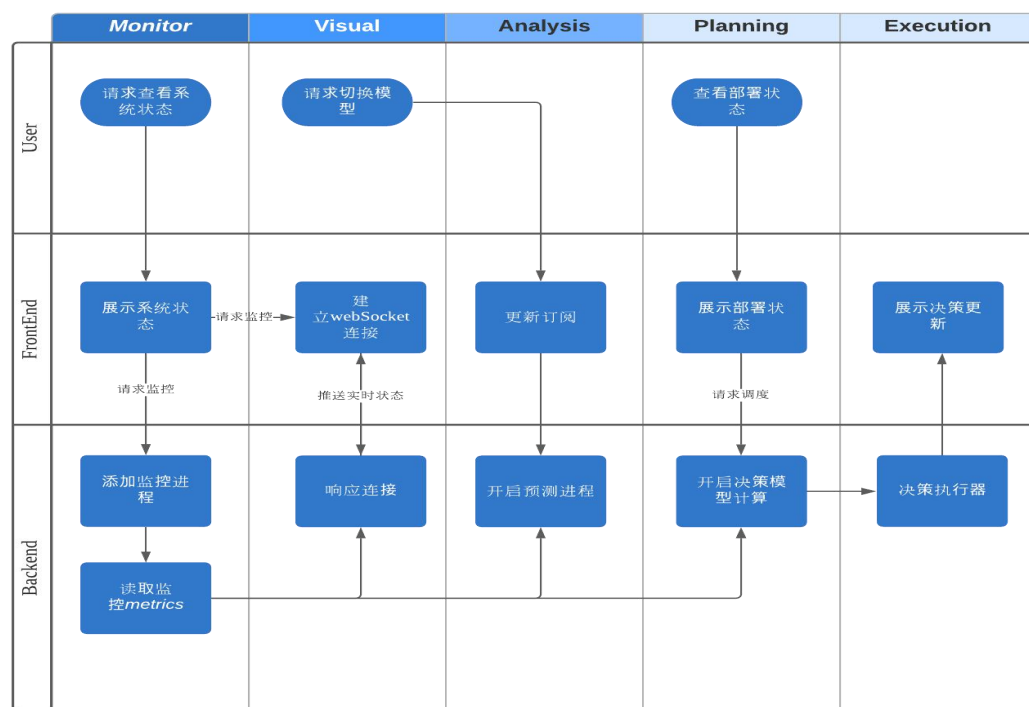 Monitor
Visual
Analysis
Planning
Execution
User
请求查看系
统状态
请求切换模
型
查看部署状
态
FrontEnd
展示系统状
态
请求监控
建
立webSocket
连接
更新订阅
展示部署状
态
展示决策更
新
请求监控
推送实时状态
请求调度
Backend
添加监控进
程
响应连接
开启预测进程
开启决策模
型计算
决策执行器
读取监
控metrics